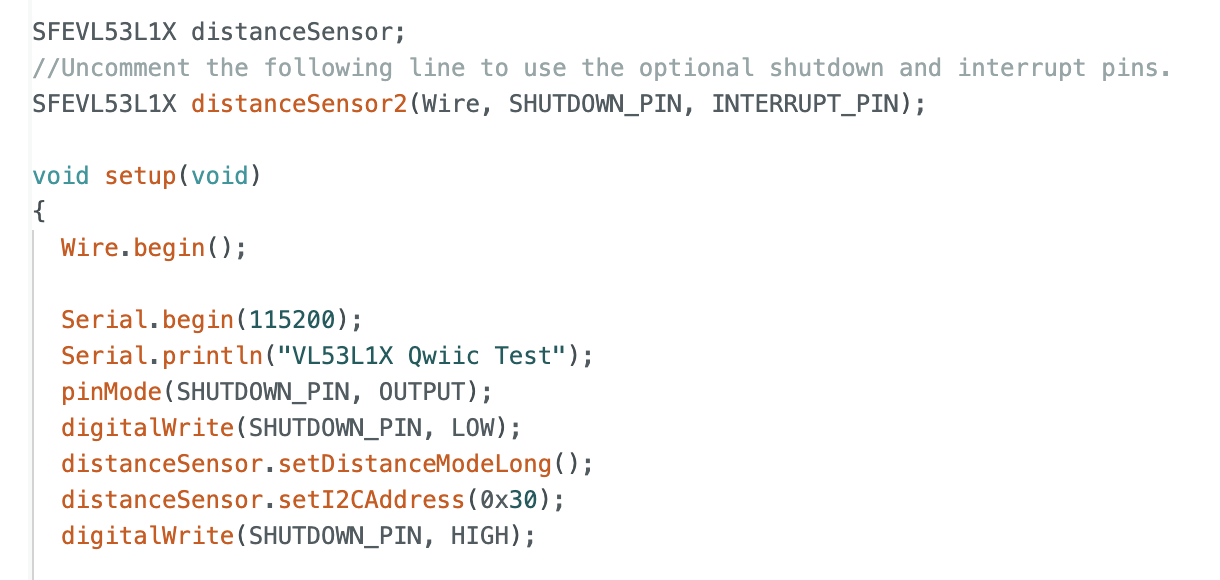 SFEVL53L1X distanceSensor;
//Uncomment the following line to use the optional shutdown and interrupt pins.
SFEVL53L1X distanceSensor2(Wire, SHUTDOWN_PIN, INTERRUPT_PIN);
void setup(void)
{
Wire.begin();
Serial.begin(115200);
Serial.println("VL53L1X Qwiic Test");
pinMode(SHUTDOWN_PIN, OUTPUT);
digitalWrite(SHUTDOWN_PIN, LOW);
distanceSensor.setDistanceModeLong();
distanceSensor.setI2CAddress(0x30);
digitalWrite(SHUTDOWN_PIN, HIGH);